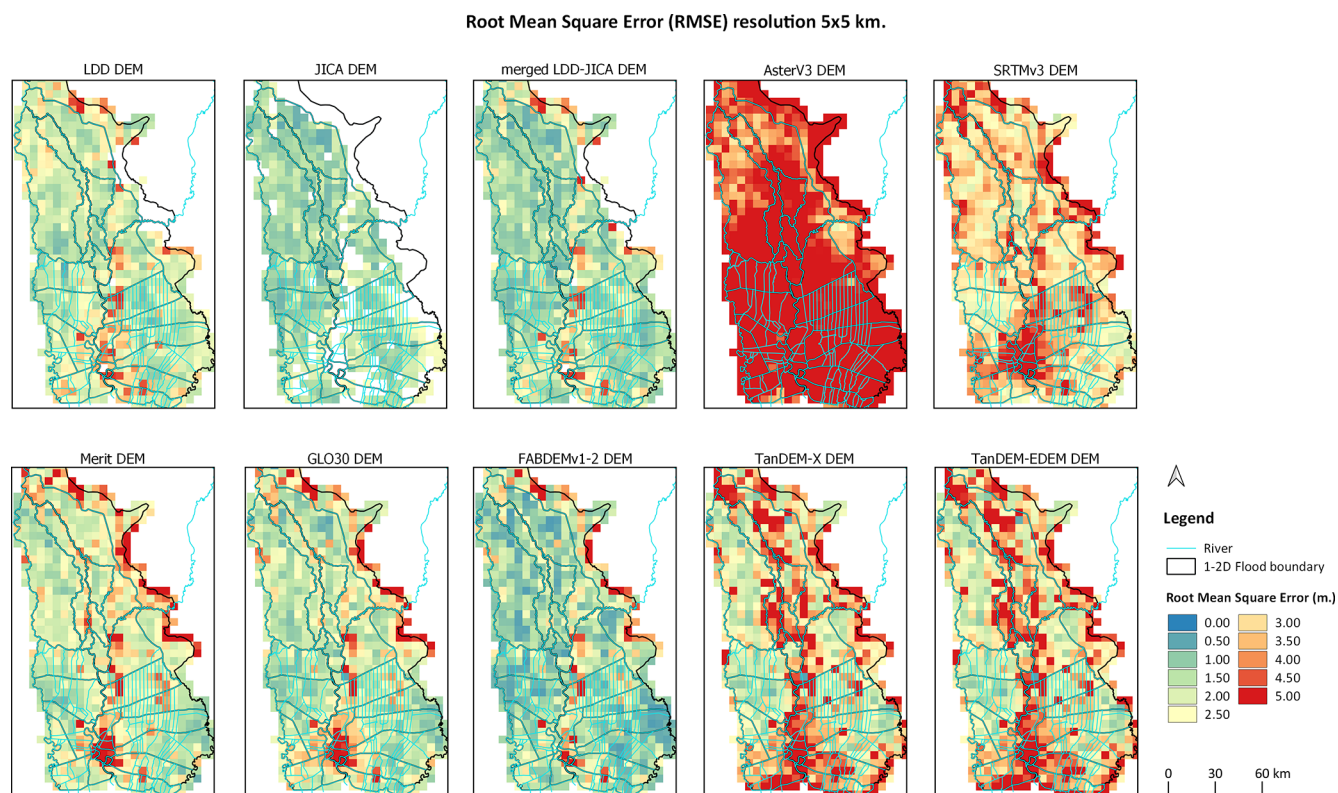 Root Mean Square Error (RMSE) resolution 5x5 km.
LDD DEM
JICA DEM
merged LDD-JICA DEM
AsterV3 DEM
SRTMv3 DEM
Merit DEM
GLO30 DEM
FABDEMv1-2 DEM
TanDEM-X DEM
TanDEM-EDEM DEM
Legend
River
1-2D Flood boundary
Root Mean Square Error (m.)
0.00 3.00
0.50 3.50
1.00 4.00
1.50 4.50
2.00 5.00
2.50
0 30 60 km